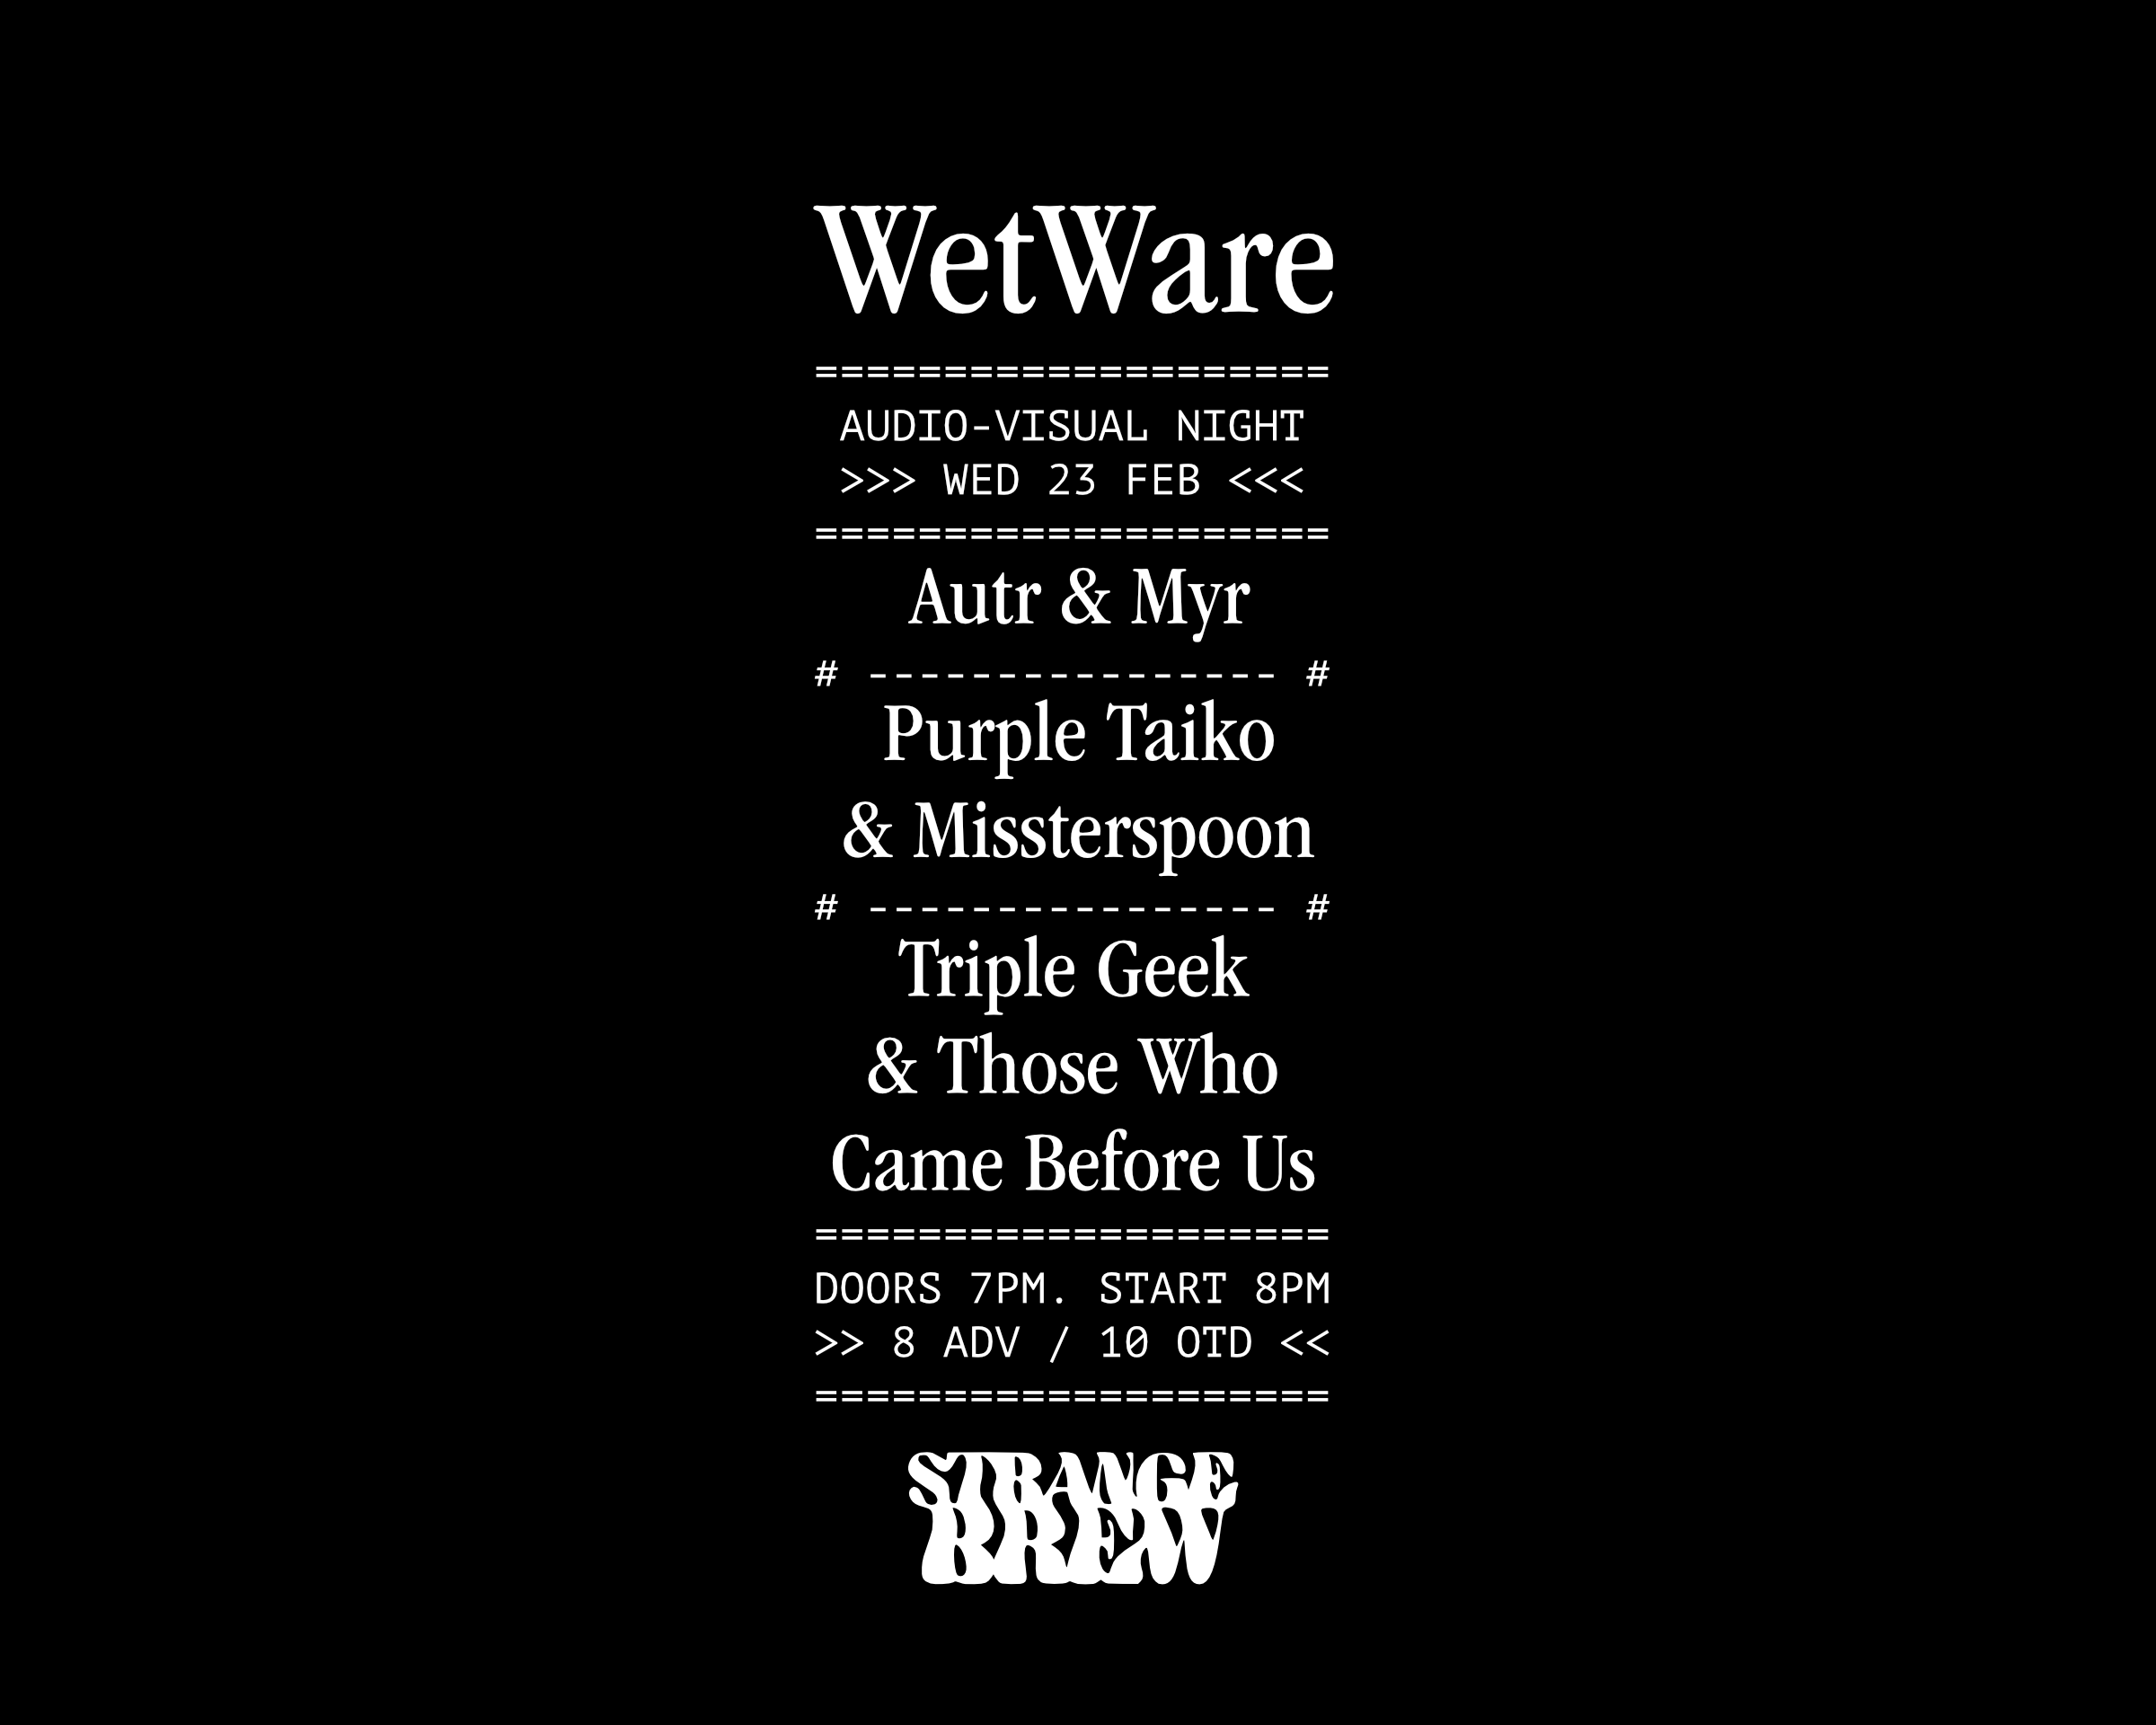 WetWare
====================
AUDIO-VISUAL NIGHT
>>> WED 23 FEB <<<
====================
Autr & Myr
# ---------------- #
Purple Taiko
& Missterspoon
# ---------------- #
Triple Geek
& Those Who
Came Before Us
====================
DOORS 7PM. START 8PM
>> 8 ADV / 10 OTD <<
====================
STRANGE
BREW